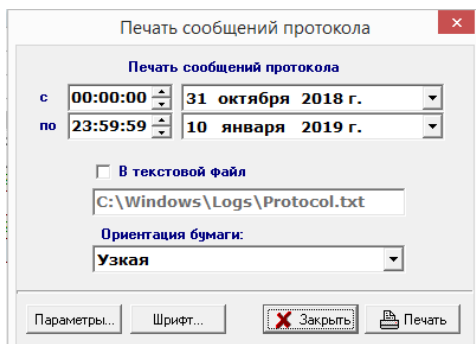 Печать сообщений протокола
Печать сообщений протокола
с 00:00:00 31 октября 2018 г.
по 23:59:59 10 января 2019 г.
В текстовой файл
C:\Windows\Logs\Protocol.txt
Ориентация бумаги:
Узкая
Параметры... Шрифт... Закрыть Печать